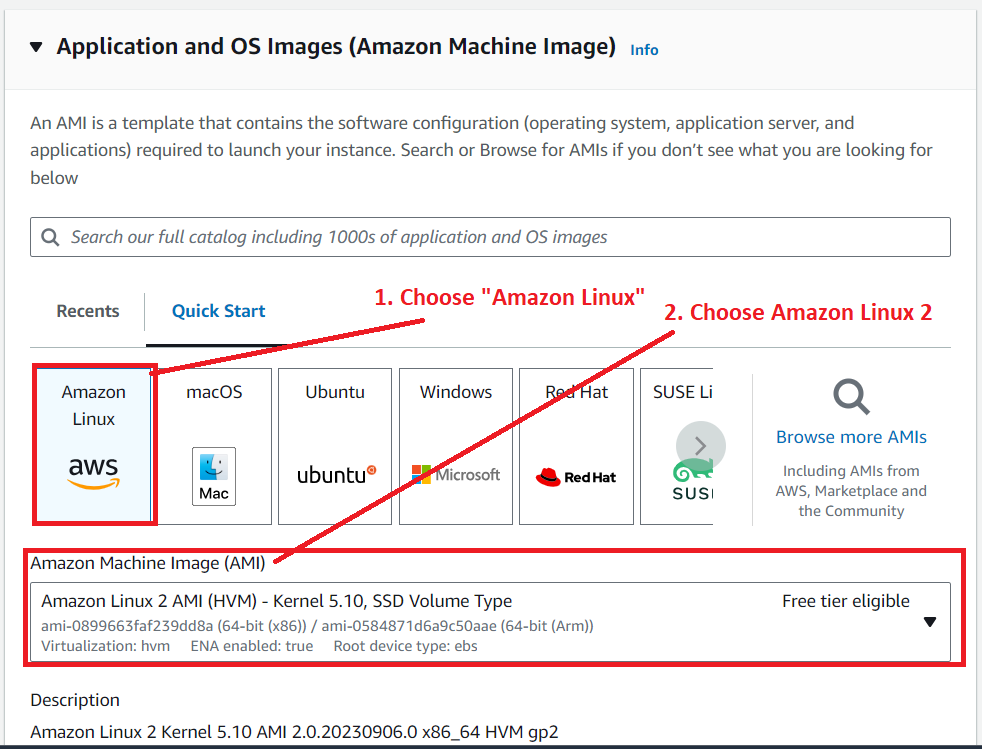 Application and OS Images (Amazon Machine Image) Info
An AMI is a template that contains the software configuration (operating system, application server, and
applications) required to launch your instance. Search or Browse for AMIs if you don’t see what you are looking for
below
Search our full catalog including 1000s of application and OS images
1. Choose "Amazon Linux"
2. Choose Amazon Linux 2
Recents
Quick Start
Amazon
Linux
aws
macOS
Mac
Ubuntu
ubuntu
Windows
Microsoft
Red Hat
Red Hat
SUSE Li
SUSE
Browse more AMIs
Including AMIs from
AWS, Marketplace and
the Community
Amazon Machine Image (AMI)
Amazon Linux 2 AMI (HVM) - Kernel 5.10, SSD Volume Type
Free tier eligible
ami-0899663faf239dd8a (64-bit (x86)) / ami-0584871d6a9c50aae (64-bit (Arm))
Virtualization: hvm ENA enabled: true Root device type: ebs
Description
Amazon Linux 2 Kernel 5.10 AMI 2.0.20230906.0 x86_64 HVM gp2